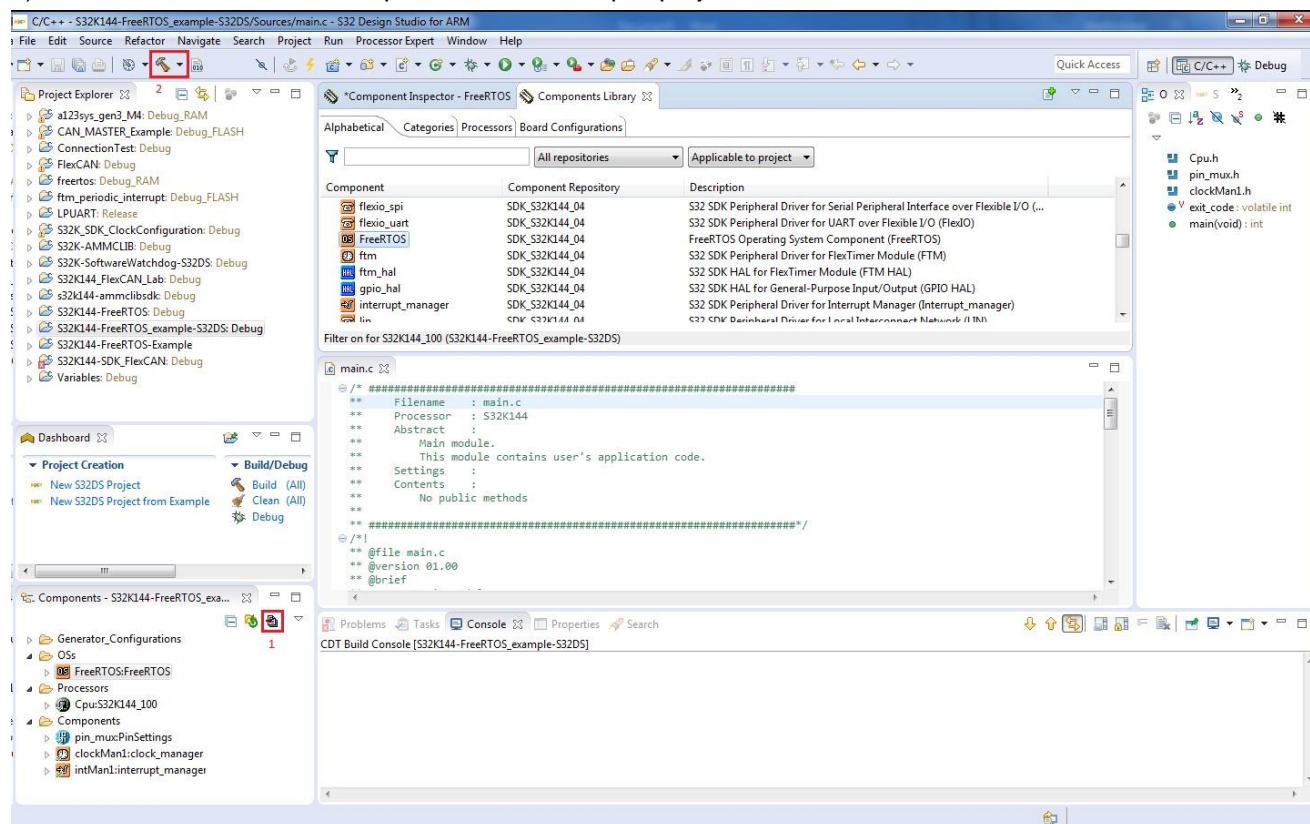 C/C++ - S32K144-FreeRTOS_example-S32DS/Sources/main.c - S32 Design Studio for ARM
File Edit Source Refactor Navigate Search Project Run Processor Expert Window Help
2
Quick Access
C/C++
Debug
Project Explorer
a123sys_gen3_M4: Debug_RAM
CAN_MASTER_Example: Debug_FLASH
ConnectionTest: Debug
FlexCAN: Debug
freertos: Debug_RAM
ftm_periodic_interrupt: Debug_FLASH
LPUART: Release
S32K_SDK_ClockConfiguration: Debug
S32K-AMMCLIB: Debug
S32K-SoftwareWatchdog-S32DS: Debug
S32K144_FlexCAN_Lab: Debug
s32k144-ammclibsdk: Debug
S32K144-FreeRTOS: Debug
S32K144-FreeRTOS_example-S32DS: Debug
S32K144-FreeRTOS-Example
S32K144-SDK_FlexCAN: Debug
Variables: Debug
Dashboard
Project Creation
New S32DS Project
New S32DS Project from Example
Build/Debug
Build (All)
Clean (All)
Debug
Components - S32K144-FreeRTOS_exa...
1
Generator_Configurations
OSs
FreeRTOS:FreeRTOS
Processors
Cpu:S32K144_100
Components
pin_mux:PinSettings
clockMan1:clock_manager
intMan1:interrupt_manager
*Component Inspector - FreeRTOS
Components Library
Alphabetical Categories Processors Board Configurations
All repositories
Applicable to project
Component Component Repository Description
flexio_spi SDK_S32K144_04 S32 SDK Peripheral Driver for Serial Peripheral Interface over Flexible I/O (...
flexio_uart SDK_S32K144_04 S32 SDK Peripheral Driver for UART over Flexible I/O (FlexIO)
FreeRTOS SDK_S32K144_04 FreeRTOS Operating System Component (FreeRTOS)
ftm SDK_S32K144_04 S32 SDK Peripheral Driver for FlexTimer Module (FTM)
ftm_hal SDK_S32K144_04 S32 SDK HAL for FlexTimer Module (FTM HAL)
gpio_hal SDK_S32K144_04 S32 SDK HAL for General-Purpose Input/Output (GPIO HAL)
interrupt_manager SDK_S32K144_04 S32 SDK Peripheral Driver for Interrupt Manager (Interrupt_manager)
lin SDK_S32K144_04 S32 SDK Peripheral Driver for Local Interconnect Network (LIN)
Filter on for S32K144_100 (S32K144-FreeRTOS_example-S32DS)
main.c
/* ###################################################################
** Filename : main.c
** Processor : S32K144
** Abstract :
** Main module.
** This module contains user's application code.
** Settings :
** Contents :
** No public methods
**
** ###################################################################*/
/*!
** @file main.c
** @version 01.00
** @brief
Problems Tasks Console Properties Search
CDT Build Console [S32K144-FreeRTOS_example-S32DS]
O
S
»2
Cpu.h
pin_mux.h
clockMan1.h
exit_code : volatile int
main(void) : int